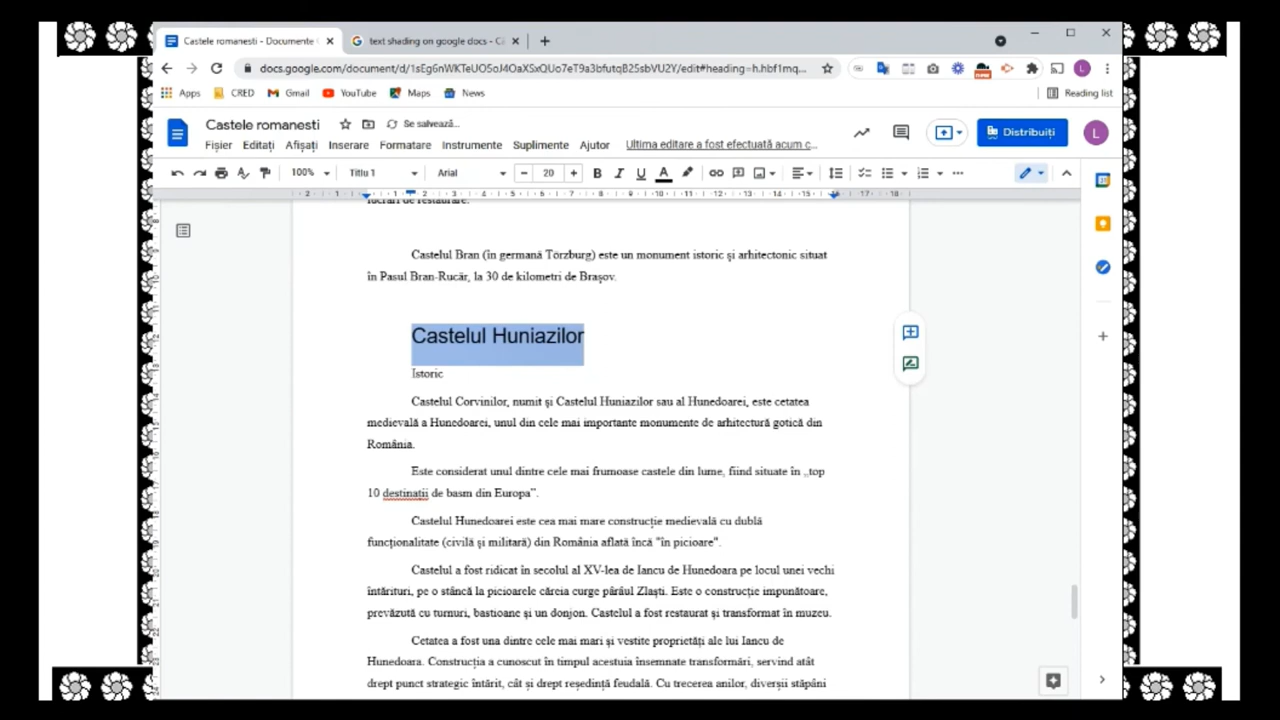 Castele romanesti - Documente
text shading on google docs - Că
docs.google.com/document/d/1sEg6nWKTeUO5oJ4OaXSxQUo7eT9a3bfutqB25sbVU2Y/edit#heading=h.hbf1mq...
Apps CRED Gmail YouTube Maps News Reading list
Castele romanesti Se salvează...
Fișier Editați Afișați Inserare Formatare Instrumente Suplimente Ajutor Ultima editare a fost efectuată acum c...
Distribuiți L
100% Titlu 1 Arial 20 B I U A
lucrări de restaurare.
Castelul Bran (în germană Törzburg) este un monument istoric și arhitectonic situat
în Pasul Bran-Rucăr, la 30 de kilometri de Brașov.
Castelul Huniazilor
Istoric
Castelul Corvinilor, numit și Castelul Huniazilor sau al Hunedoarei, este cetatea
medievală a Hunedoarei, unul din cele mai importante monumente de arhitectură gotică din
România.
Este considerat unul dintre cele mai frumoase castele din lume, fiind situate în „top
10 destinații de basm din Europa”.
Castelul Hunedoarei este cea mai mare construcție medievală cu dublă
funcționalitate (civilă și militară) din România aflată încă "în picioare".
Castelul a fost ridicat în secolul al XV-lea de Iancu de Hunedoara pe locul unei vechi
întărituri, pe o stâncă la picioarele căreia curge pârâul Zlaști. Este o construcție impunătoare,
prevăzută cu turnuri, bastioane și un donjon. Castelul a fost restaurat și transformat în muzeu.
Cetatea a fost una dintre cele mai mari și vestite proprietăți ale lui Iancu de
Hunedoara. Construcția a cunoscut în timpul acestuia însemnate transformări, servind atât
drept punct strategic întărit, cât și drept reședință feudală. Cu trecerea anilor, diverșii stăpâni